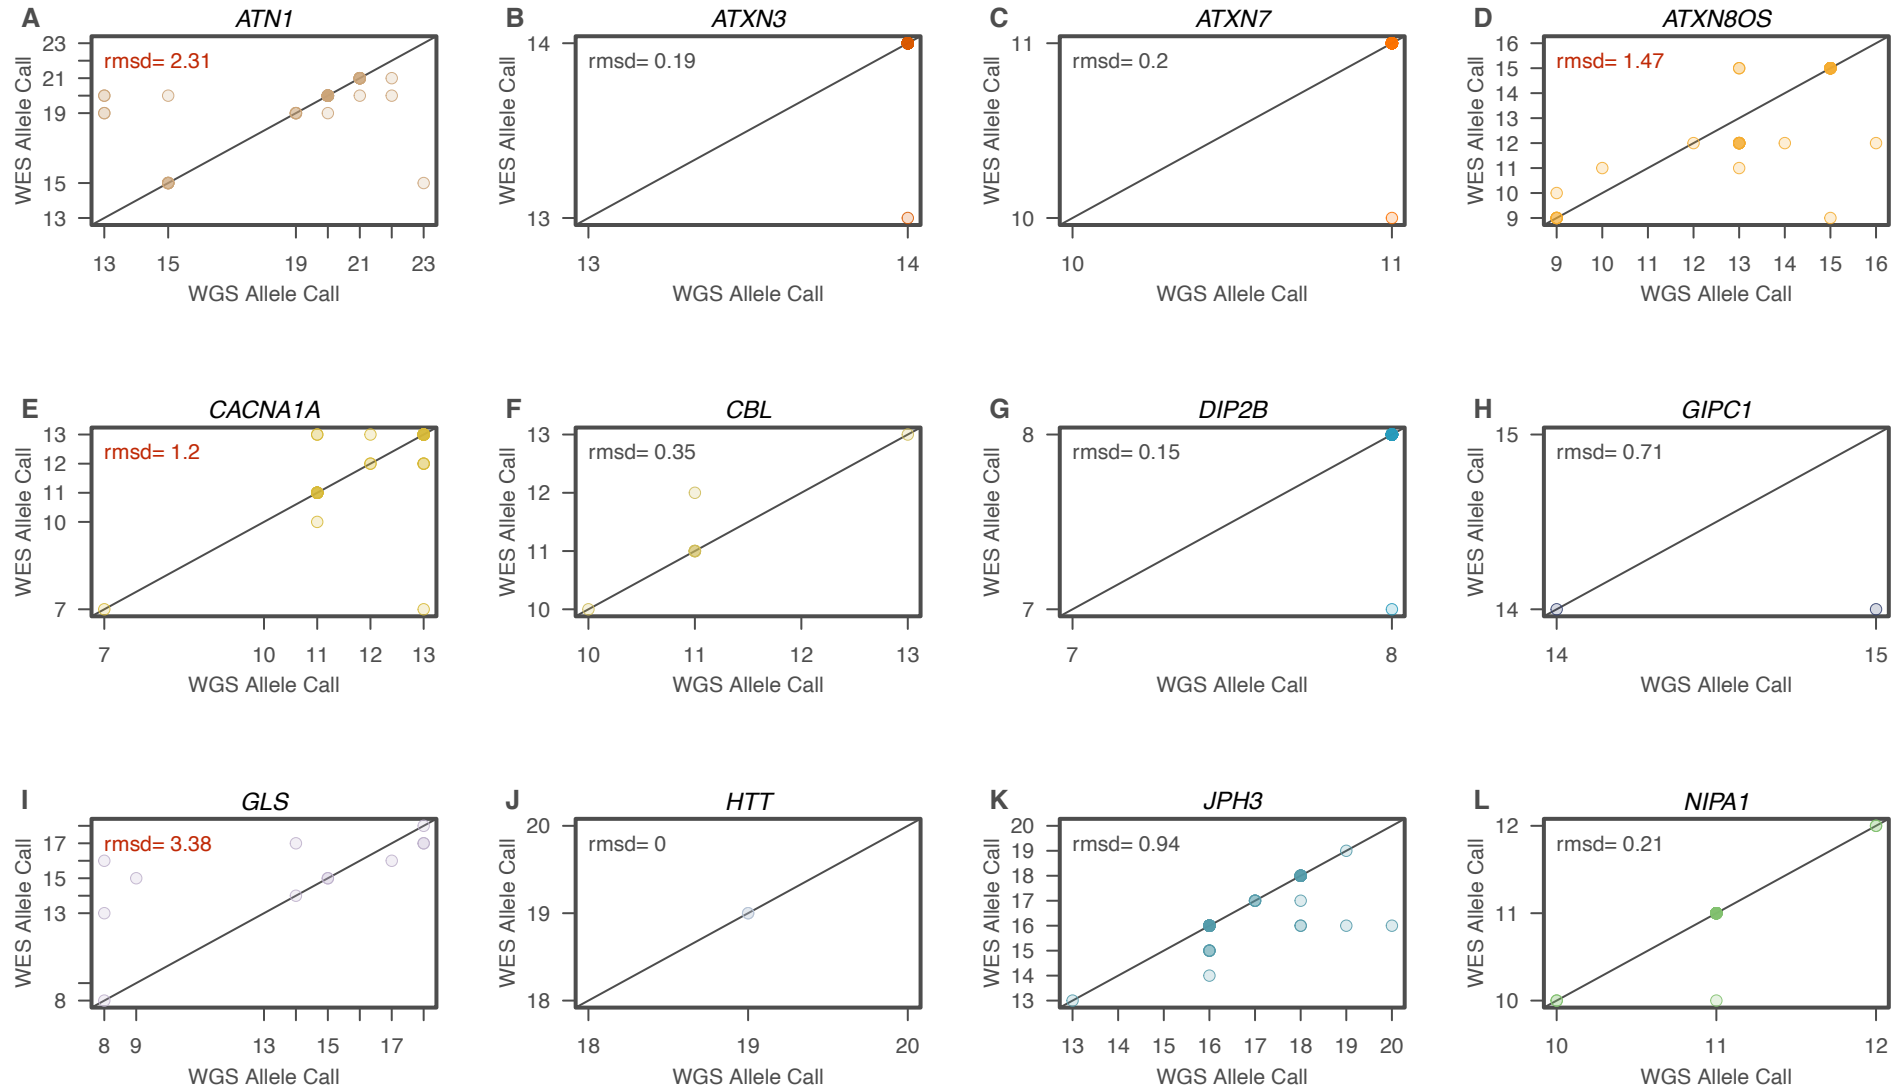 A ATN1
rmsd= 2.31
WES Allele Call
23
21
19
15
13
13 15 19 21 23
WGS Allele Call
B ATXN3
rmsd= 0.19
WES Allele Call
14
13
13 14
WGS Allele Call
C ATXN7
rmsd= 0.2
WES Allele Call
11
10
10 11
WGS Allele Call
D ATXN8OS
rmsd= 1.47
WES Allele Call
16
15
14
13
12
11
10
9
9 10 11 12 13 14 15 16
WGS Allele Call
E CACNA1A
rmsd= 1.2
WES Allele Call
13
12
11
10
7
7 10 11 12 13
WGS Allele Call
F CBL
rmsd= 0.35
WES Allele Call
13
12
11
10
10 11 12 13
WGS Allele Call
G DIP2B
rmsd= 0.15
WES Allele Call
8
7
7 8
WGS Allele Call
H GIPC1
rmsd= 0.71
WES Allele Call
15
14
14 15
WGS Allele Call
I GLS
rmsd= 3.38
WES Allele Call
17
15
13
8
8 9 13 15 17
WGS Allele Call
J HTT
rmsd= 0
WES Allele Call
20
19
18
18 19 20
WGS Allele Call
K JPH3
rmsd= 0.94
WES Allele Call
20
19
18
17
16
15
14
13
13 14 15 16 17 18 19 20
WGS Allele Call
L NIPA1
rmsd= 0.21
WES Allele Call
12
11
10
10 11 12
WGS Allele Call